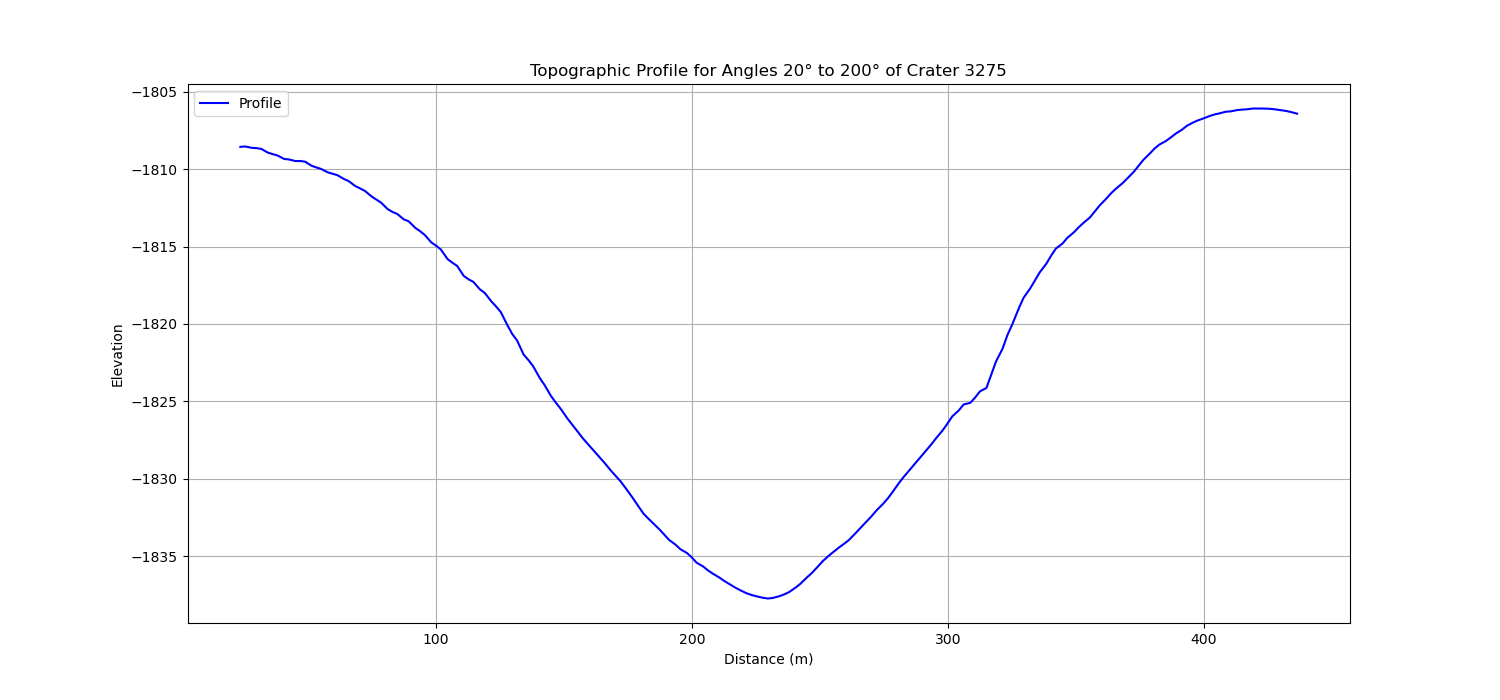 Topographic Profile for Angles 20° to 200° of Crater 3275
Profile
−1805
−1810
−1815
−1820
−1825
−1830
−1835
Elevation
100
200
300
400
Distance (m)